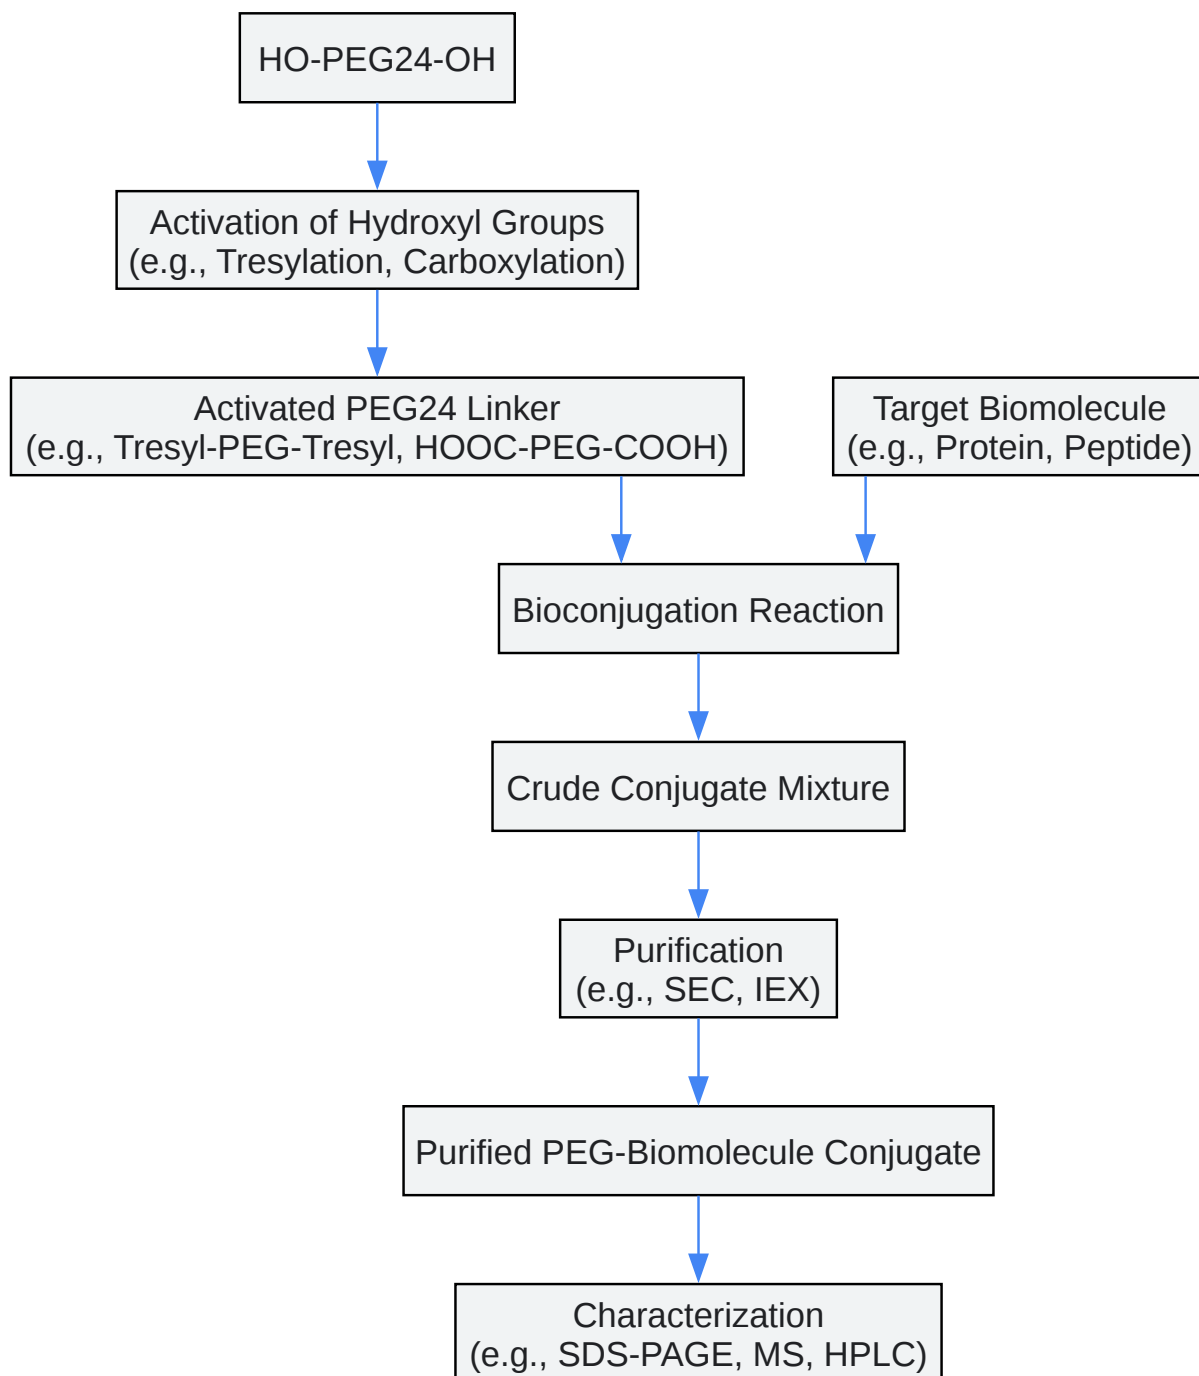 HO-PEG24-OH
Activation of Hydroxyl Groups
(e.g., Tresylation, Carboxylation)
Activated PEG24 Linker
(e.g., Tresyl-PEG-Tresyl, HOOC-PEG-COOH)
Target Biomolecule
(e.g., Protein, Peptide)
Bioconjugation Reaction
Crude Conjugate Mixture
Purification
(e.g., SEC, IEX)
Purified PEG-Biomolecule Conjugate
Characterization
(e.g., SDS-PAGE, MS, HPLC)